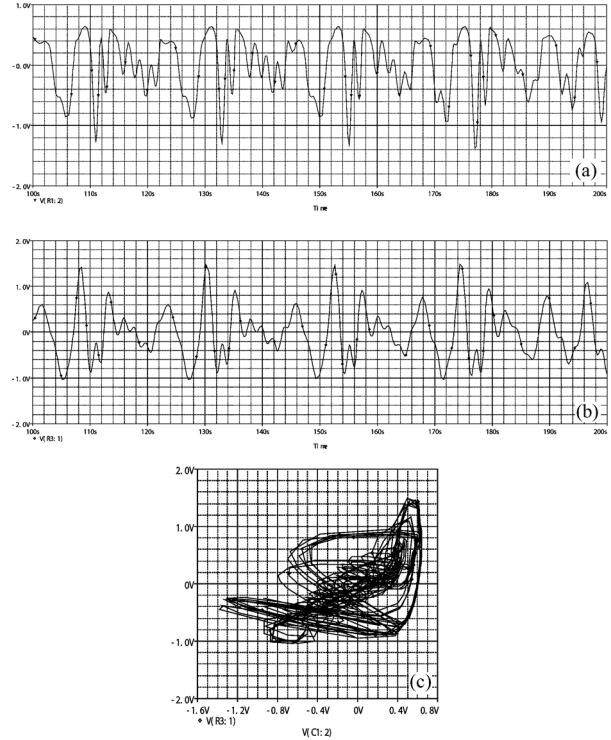 1.0V
-0.0V
-1.0V
-2.0V
(a)
100s 110s 120s 130s 140s 150s 160s 170s 180s 190s 200s
V(R1:2)
Time
2.0V
1.0V
0V
-1.0V
-2.0V
(b)
100s 110s 120s 130s 140s 150s 160s 170s 180s 190s 200s
V(R3:1)
Time
2.0V
1.0V
0V
-1.0V
-2.0V
(c)
-1.6V -1.2V -0.8V -0.4V 0V 0.4V 0.8V
V(R3:1)
V(C1:2)